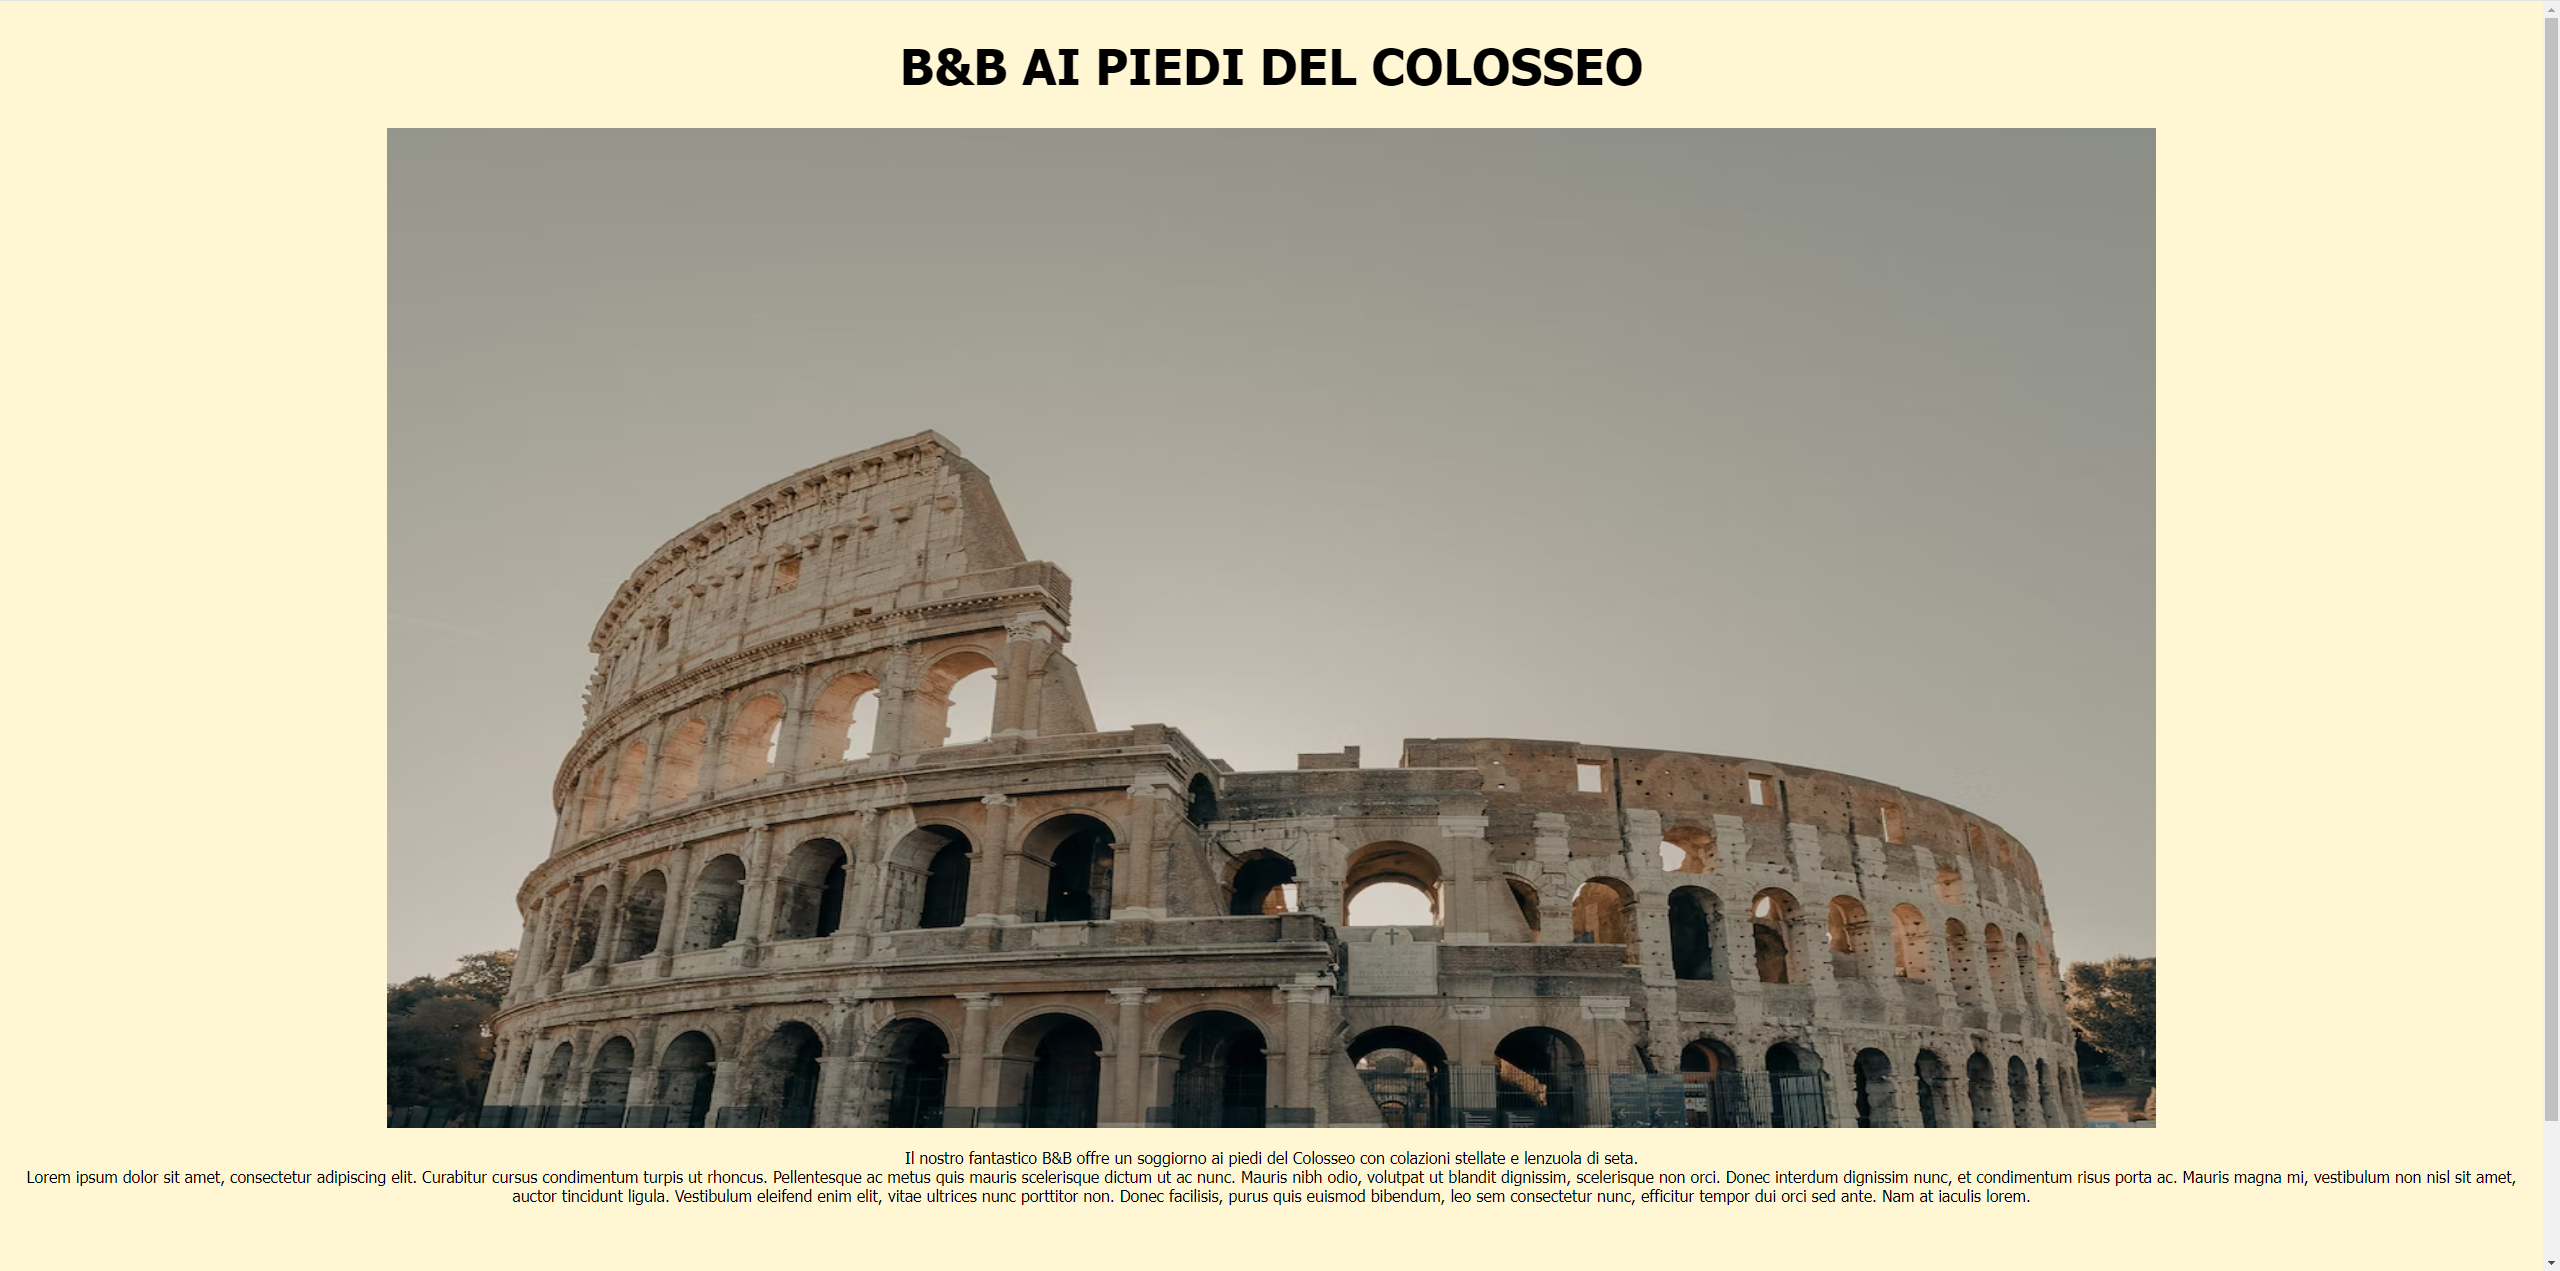 B&B AI PIEDI DEL COLOSSEO
Il nostro fantastico B&B offre un soggiorno ai piedi del Colosseo con colazioni stellate e lenzuola di seta.
Lorem ipsum dolor sit amet, consectetur adipiscing elit. Curabitur cursus condimentum turpis ut rhoncus. Pellentesque ac metus quis mauris scelerisque dictum ut ac nunc. Mauris nibh odio, volutpat ut blandit dignissim, scelerisque non orci. Donec interdum dignissim nunc, et condimentum risus porta ac. Mauris magna mi, vestibulum non nisl sit amet,
auctor tincidunt ligula. Vestibulum eleifend enim elit, vitae ultrices nunc porttitor non. Donec facilisis, purus quis euismod bibendum, leo sem consectetur nunc, efficitur tempor dui orci sed ante. Nam at iaculis lorem.